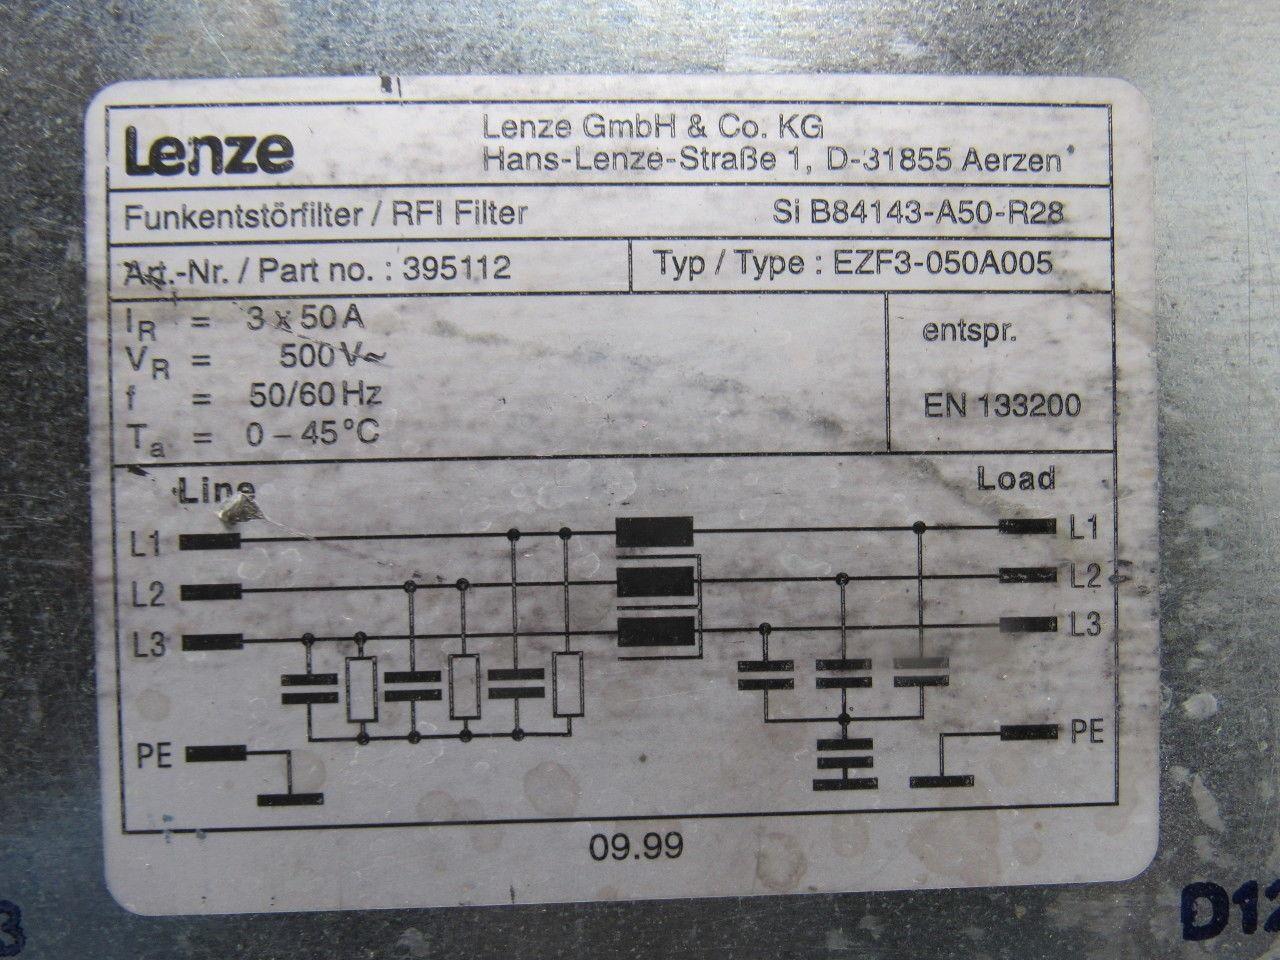 Lenze
Lenze GmbH & Co. KG
Hans-Lenze-Straße 1, D-31855 Aerzen
Funkentstörfilter / RFI Filter
Si B84143-A50-R28
Art.-Nr. / Part no. : 395112
Typ / Type : EZF3-050A005
IR = 3 x 50 A
VR = 500 V~
f = 50/60 Hz
Ta = 0 – 45 °C
entspr.
EN 133200
Line
Load
L1
L1
L2
L2
L3
L3
PE
PE
09.99
3
D12